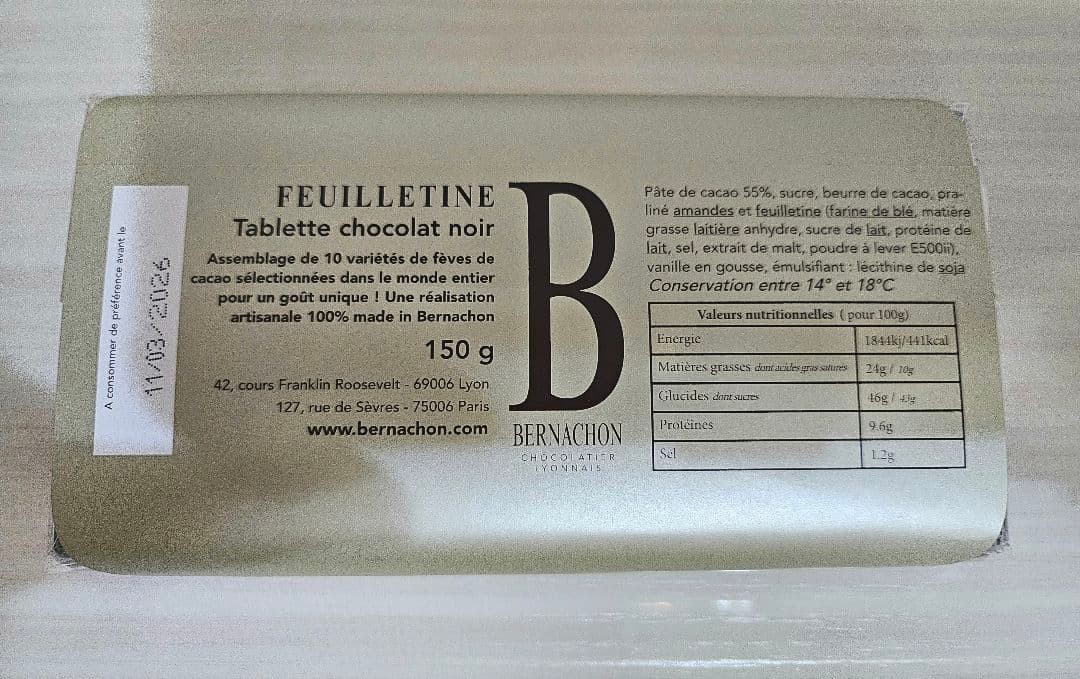 A consommer de préférence avant le
11/03/2026
FEUILLETINE
Tablette chocolat noir
Assemblage de 10 variétés de fèves de
cacao sélectionnées dans le monde entier
pour un goût unique ! Une réalisation
artisanale 100% made in Bernachon
150 g
42, cours Franklin Roosevelt - 69006 Lyon
127, rue de Sèvres - 75006 Paris
www.bernachon.com
B
BERNACHON
CHOCOLATIER
LYONNAIS
Pâte de cacao 55%, sucre, beurre de cacao, pra-
liné amandes et feuilletine (farine de blé, matière
grasse laitière anhydre, sucre de lait, protéine de
lait, sel, extrait de malt, poudre à lever E500ii),
vanille en gousse, émulsifiant : lécithine de soja
Conservation entre 14° et 18°C
Valeurs nutritionnelles ( pour 100g)
Energie 1844kj/441kcal
Matières grasses dont acides gras saturés 24g / 10g
Glucides dont sucres 46g / 43g
Protéines 9.6g
Sel 1.2g